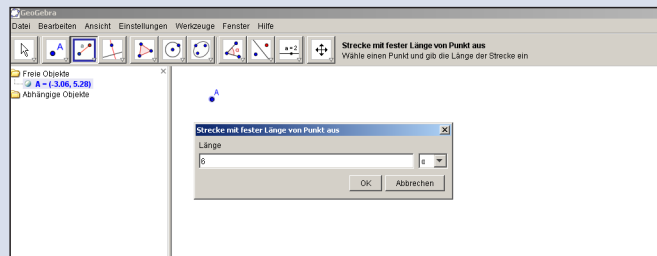 GeoGebra
Datei Bearbeiten Ansicht Einstellungen Werkzeuge Fenster Hilfe
A
a=2
Strecke mit fester Länge von Punkt aus
Wähle einen Punkt und gib die Länge der Strecke ein
Freie Objekte
A = (-3.06, 5.28)
Abhängige Objekte
A
Strecke mit fester Länge von Punkt aus
Länge
6
OK Abbrechen